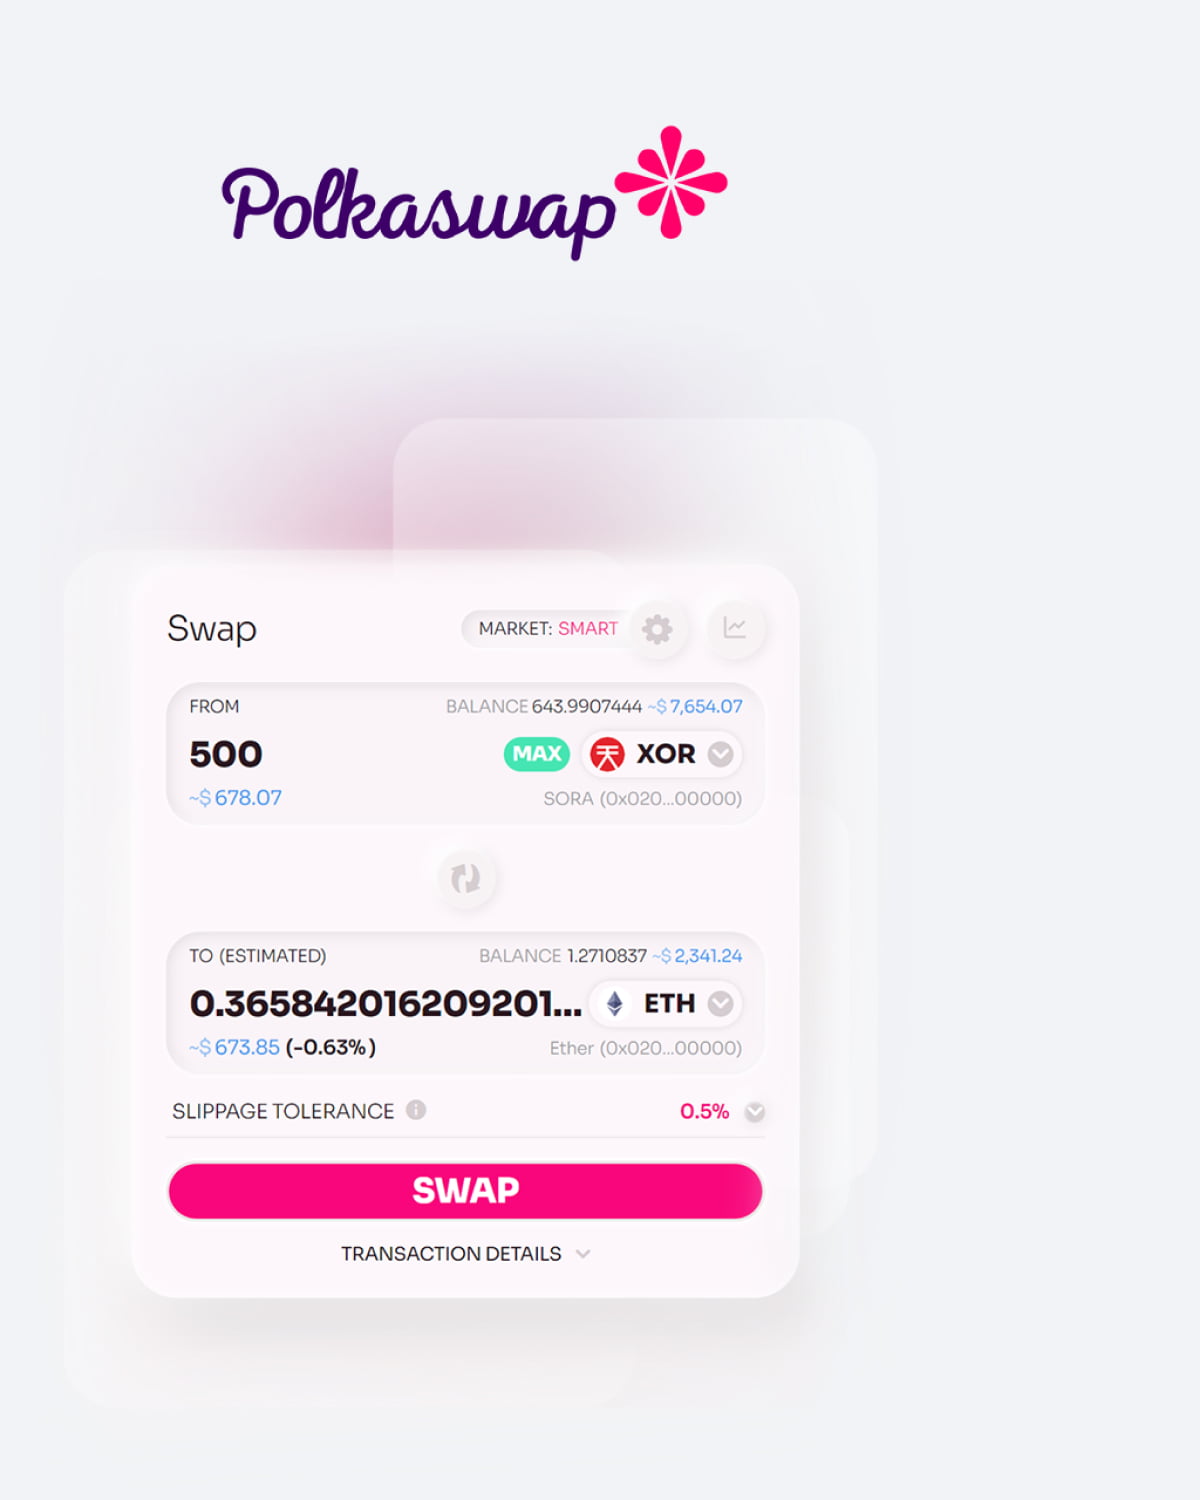 Polkaswap
Swap
MARKET: SMART
FROM
BALANCE 643.9907444 ~$ 7,654.07
500
MAX
天 XOR
~$ 678.07
SORA (0x020...00000)
TO (ESTIMATED)
BALANCE 1.2710837 ~$ 2,341.24
0.365842016209201...
ETH
~$ 673.85 (-0.63%)
Ether (0x020...00000)
SLIPPAGE TOLERANCE
0.5%
SWAP
TRANSACTION DETAILS